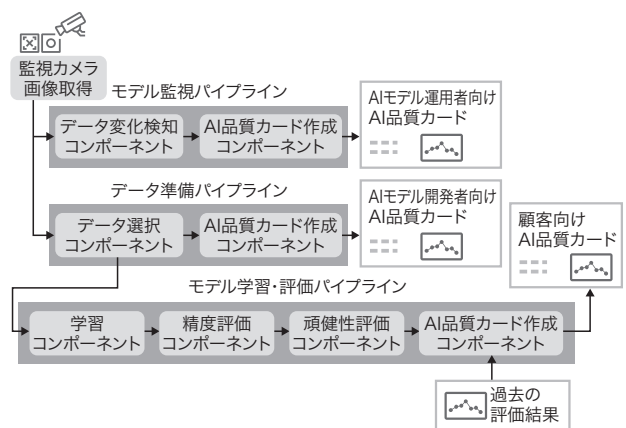 監視カメラ
画像取得
モデル監視パイプライン
データ変化検知
コンポーネント
AI品質カード作成
コンポーネント
AIモデル運用者向け
AI品質カード
データ準備パイプライン
データ選択
コンポーネント
AI品質カード作成
コンポーネント
AIモデル開発者向け
AI品質カード
顧客向け
AI品質カード
モデル学習・評価パイプライン
学習
コンポーネント
精度評価
コンポーネント
頑健性評価
コンポーネント
AI品質カード作成
コンポーネント
過去の
評価結果